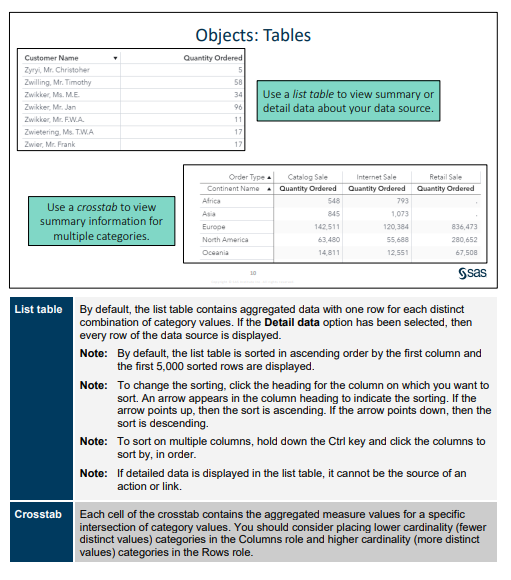 Objects: Tables
Customer Name ▼ Quantity Ordered
Zyryi, Mr. Christoher 5
Zwilling, Mr. Timothy 58
Zwikker, Ms. M.E. 34
Zwikker, Mr. Jan 96
Zwikker, Mr. F.W.A. 11
Zwietering, Ms. T.W.A 17
Zwier, Mr. Frank 17
Use a list table to view summary or
detail data about your data source.
Use a crosstab to view
summary information for
multiple categories.
Order Type ▲ Catalog Sale Internet Sale Retail Sale
Continent Name ▲ Quantity Ordered Quantity Ordered Quantity Ordered
Africa 548 793 .
Asia 845 1,073 .
Europe 142,511 120,384 836,473
North America 63,480 55,688 280,652
Oceania 14,811 12,551 67,508
10
sas
List table
By default, the list table contains aggregated data with one row for each distinct
combination of category values. If the Detail data option has been selected, then
every row of the data source is displayed.
Note: By default, the list table is sorted in ascending order by the first column and
the first 5,000 sorted rows are displayed.
Note: To change the sorting, click the heading for the column on which you want to
sort. An arrow appears in the column heading to indicate the sorting. If the
arrow points up, then the sort is ascending. If the arrow points down, then the
sort is descending.
Note: To sort on multiple columns, hold down the Ctrl key and click the columns to
sort by, in order.
Note: If detailed data is displayed in the list table, it cannot be the source of an
action or link.
Crosstab
Each cell of the crosstab contains the aggregated measure values for a specific
intersection of category values. You should consider placing lower cardinality (fewer
distinct values) categories in the Columns role and higher cardinality (more distinct
values) categories in the Rows role.